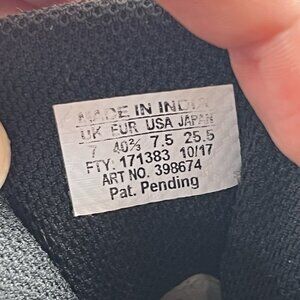 MADE IN INDIA
UK EUR USA JAPAN
7 40⅔ 7.5 25.5
FTY: 171383 10/17
ART NO. 398674
Pat. Pending